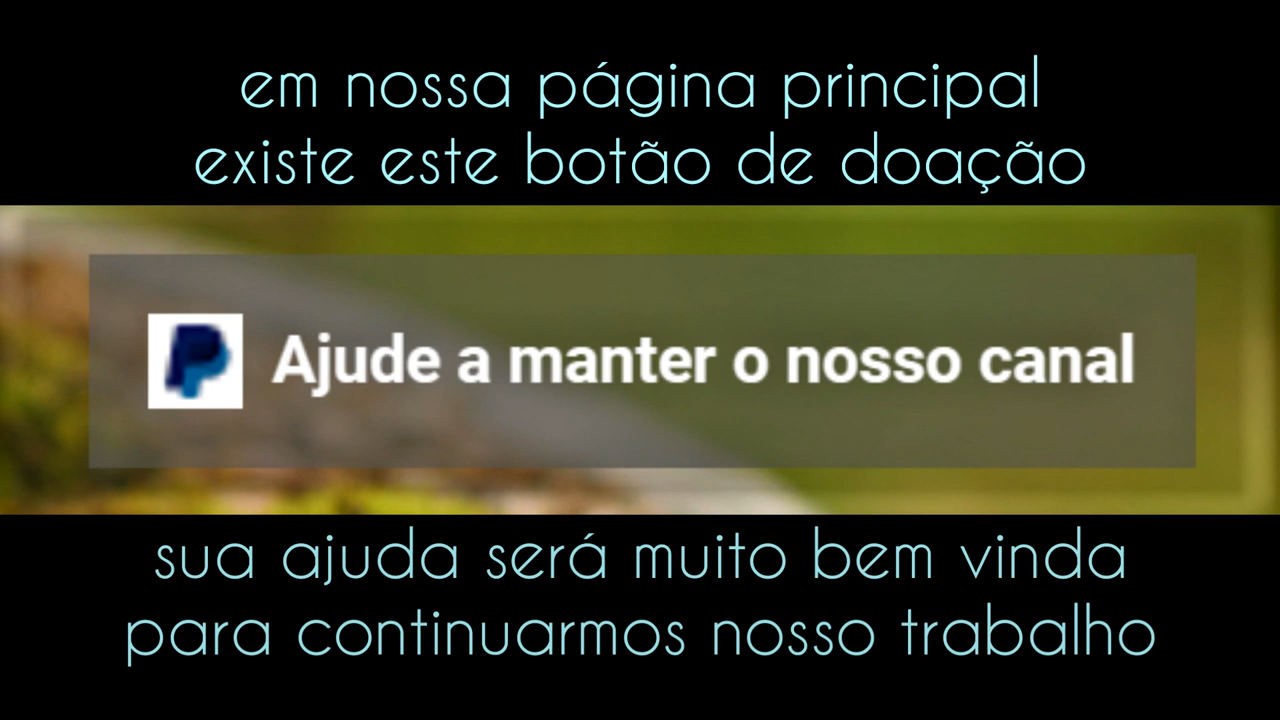 em nossa página principal
existe este botão de doação
Ajude a manter o nosso canal
sua ajuda será muito bem vinda
para continuarmos nosso trabalho